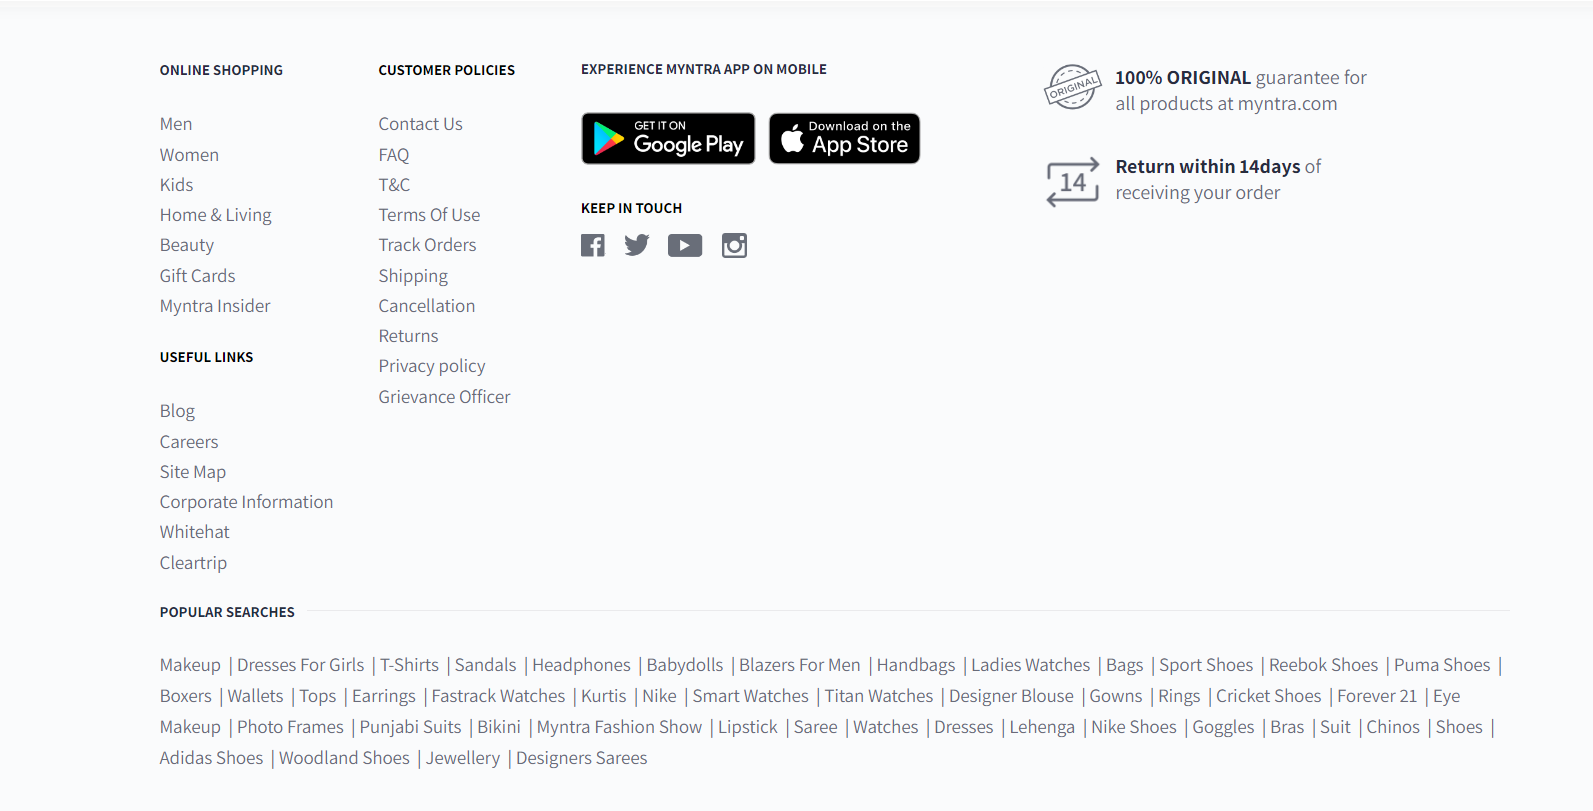 ONLINE SHOPPING
Men
Women
Kids
Home & Living
Beauty
Gift Cards
Myntra Insider
USEFUL LINKS
Blog
Careers
Site Map
Corporate Information
Whitehat
Cleartrip
CUSTOMER POLICIES
Contact Us
FAQ
T&C
Terms Of Use
Track Orders
Shipping
Cancellation
Returns
Privacy policy
Grievance Officer
EXPERIENCE MYNTRA APP ON MOBILE
GET IT ON
Google Play
Download on the
App Store
KEEP IN TOUCH
ORIGINAL
100% ORIGINAL guarantee for
all products at myntra.com
14
Return within 14days of
receiving your order
POPULAR SEARCHES
Makeup | Dresses For Girls | T-Shirts | Sandals | Headphones | Babydolls | Blazers For Men | Handbags | Ladies Watches | Bags | Sport Shoes | Reebok Shoes | Puma Shoes |
Boxers | Wallets | Tops | Earrings | Fastrack Watches | Kurtis | Nike | Smart Watches | Titan Watches | Designer Blouse | Gowns | Rings | Cricket Shoes | Forever 21 | Eye
Makeup | Photo Frames | Punjabi Suits | Bikini | Myntra Fashion Show | Lipstick | Saree | Watches | Dresses | Lehenga | Nike Shoes | Goggles | Bras | Suit | Chinos | Shoes |
Adidas Shoes | Woodland Shoes | Jewellery | Designers Sarees